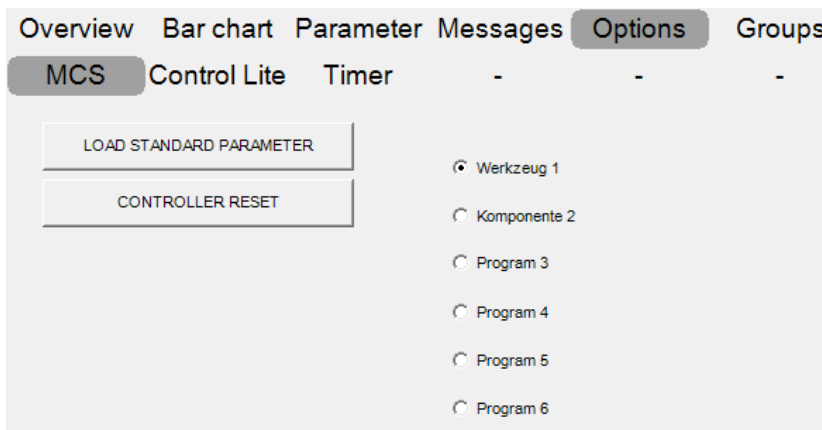 Overview Bar chart Parameter Messages Options Groups
MCS Control Lite Timer - - -
LOAD STANDARD PARAMETER
CONTROLLER RESET
Werkzeug 1
Komponente 2
Program 3
Program 4
Program 5
Program 6